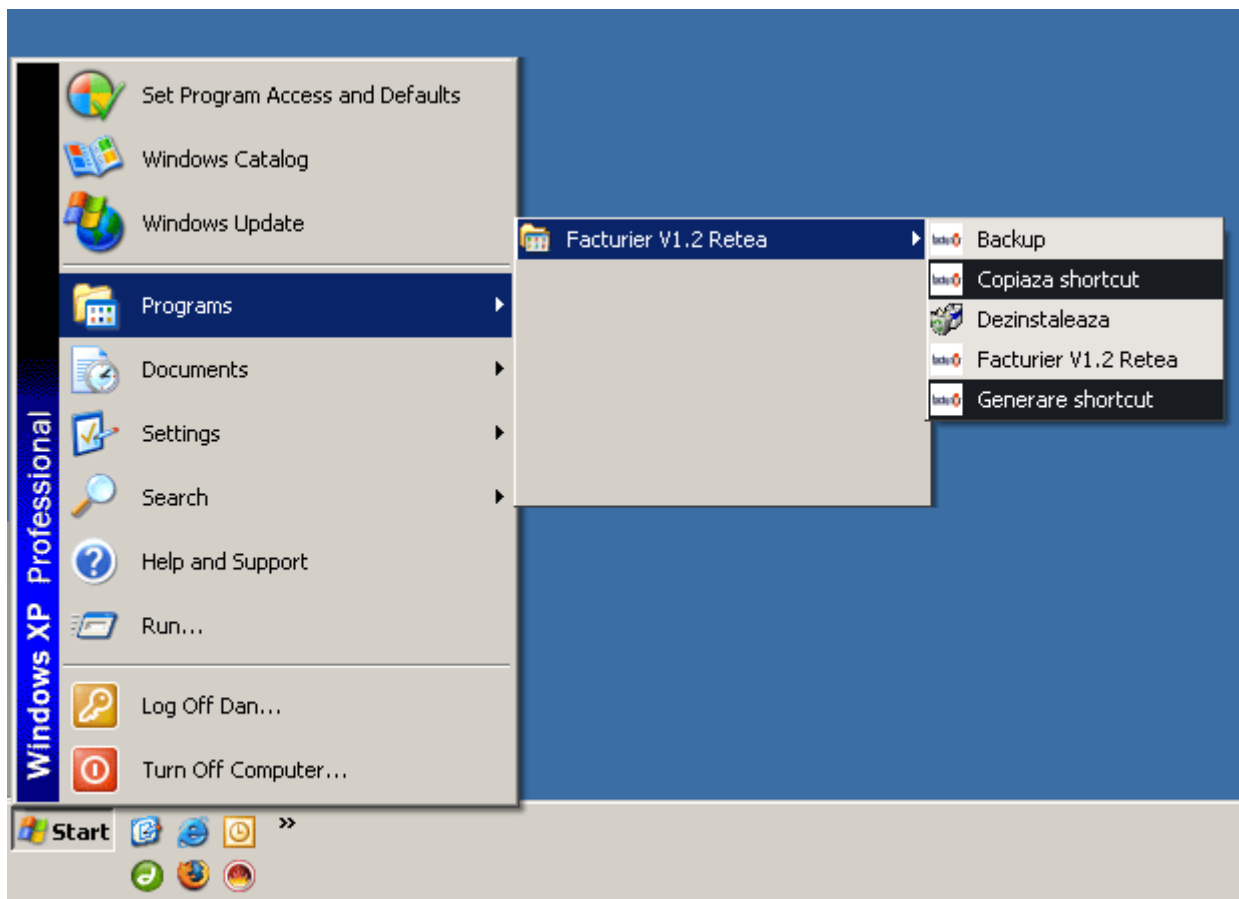 Set Program Access and Defaults
Windows Catalog
Windows Update
Programs
Documents
Settings
Search
Help and Support
Run...
Log Off Dan...
Turn Off Computer...
Windows XP Professional
Facturier V1.2 Retea
Backup
Copiaza shortcut
Dezinstaleaza
Facturier V1.2 Retea
Generare shortcut
Start